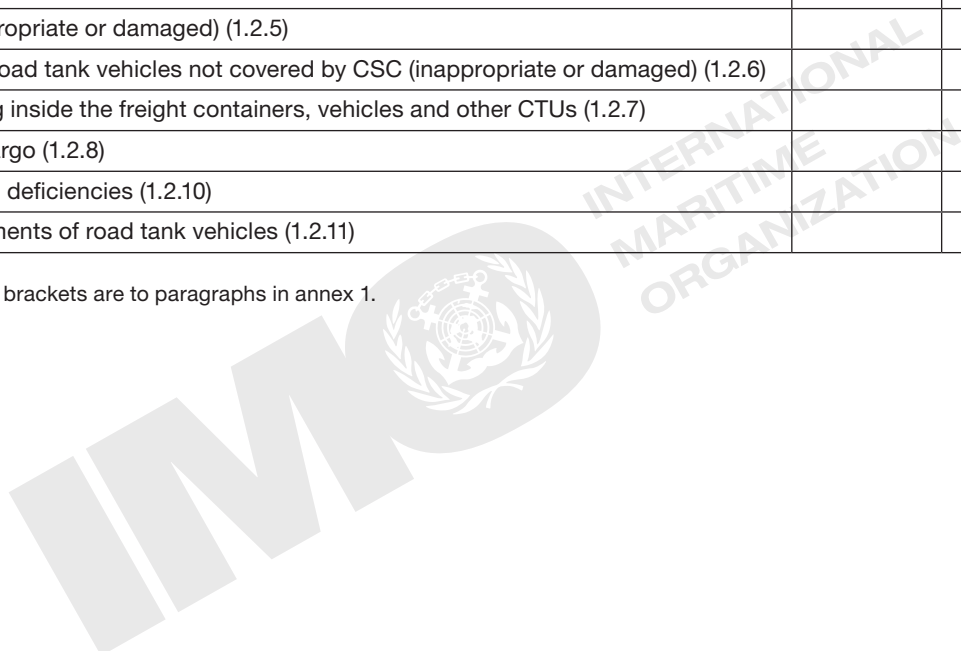 ropriate or damaged) (1.2.5)
oad tank vehicles not covered by CSC (inappropriate or damaged) (1.2.6)
g inside the freight containers, vehicles and other CTUs (1.2.7)
argo (1.2.8)
deficiencies (1.2.10)
nents of road tank vehicles (1.2.11)
brackets are to paragraphs in annex 1.
INTERNATIONAL
MARITIME
ORGANIZATION
IMO